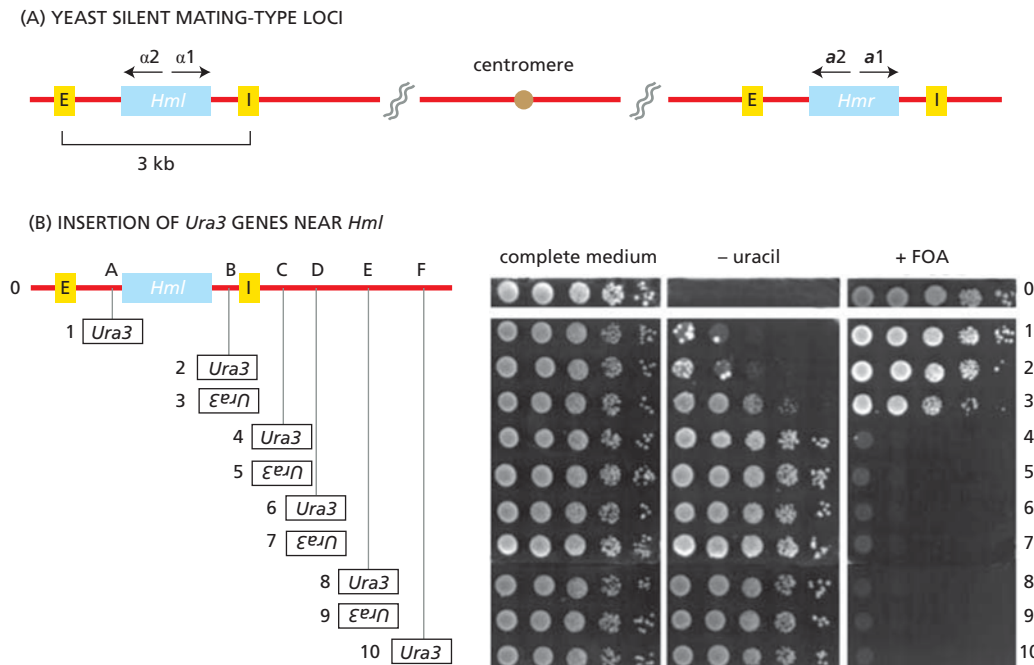 (A) YEAST SILENT MATING-TYPE LOCI
α2 α1 centromere a2 a1
E Hml I E Hmr I
3 kb
(B) INSERTION OF Ura3 GENES NEAR Hml
complete medium – uracil + FOA
A B C D E F
0 E Hml I 0
1 Ura3 1
2 Ura3 2
3 Ura3 3
4 Ura3 4
5 Ura3 5
6 Ura3 6
7 Ura3 7
8 Ura3 8
9 Ura3 9
10 Ura3 10